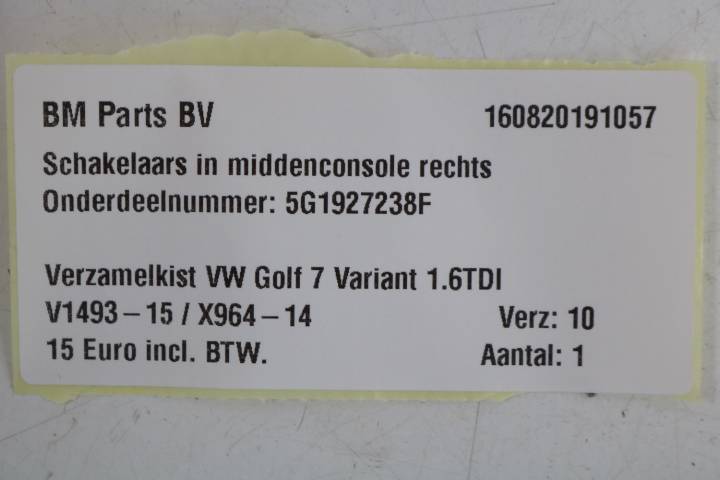 BM Parts BV 160820191057
Schakelaars in middenconsole rechts
Onderdeelnummer: 5G1927238F
Verzamelkist VW Golf 7 Variant 1.6TDI
V1493-15 / X964-14 Verz: 10
15 Euro incl. BTW. Aantal: 1